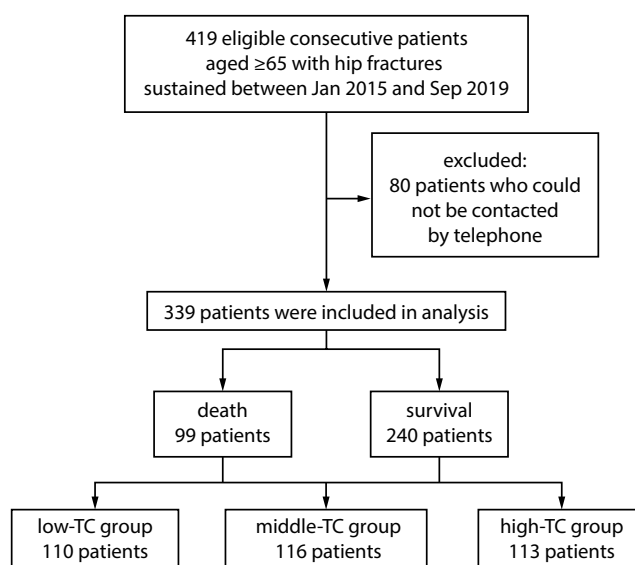 419 eligible consecutive patients
aged ≥65 with hip fractures
sustained between Jan 2015 and Sep 2019
excluded:
80 patients who could
not be contacted
by telephone
339 patients were included in analysis
death
99 patients
survival
240 patients
low-TC group
110 patients
middle-TC group
116 patients
high-TC group
113 patients